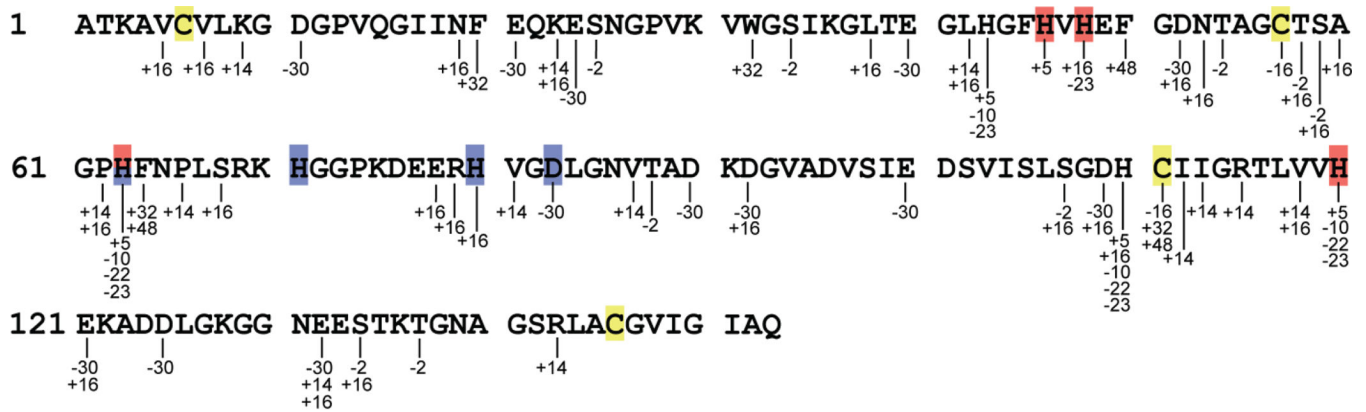 1 ATKAVCVLKG DGPVQGIINF EQKESNGPVK VWGSIKGLTE GLHGFHVHEF GDNTAGCTSA
+16 +16 +14 -30 +16 -30 +14 -2 +32 -2 +16 -30 +14 +5 +16 +48 -30 -2 -16 +16
+32 +16 +16 -23 +16 -2
-30 +5 +16 +16
-10 -2
-23 +16
61 GPHFNPLSRK HGGPKDEERH VGDLGNVTAD KDGVADVSIE DSVISLSGDH CIIGRTLVVH
+14 +32 +14 +16 +16 +14 -30 +14 -2 -30 -30 -30 -2 -30 -16 +14 +14 +14 +5
+16 +48 +16 +16 +16 +32 +16 -10
+5 +16 +5 +48 -22
-10 +16 +14 -23
-22 -10
-23 -22
-23
121 EKADDLGKGG NEESTKTGNA GSRLACGVIG IAQ
-30 -30 -30 -2 -2 +14
+16 +14 +16
+16